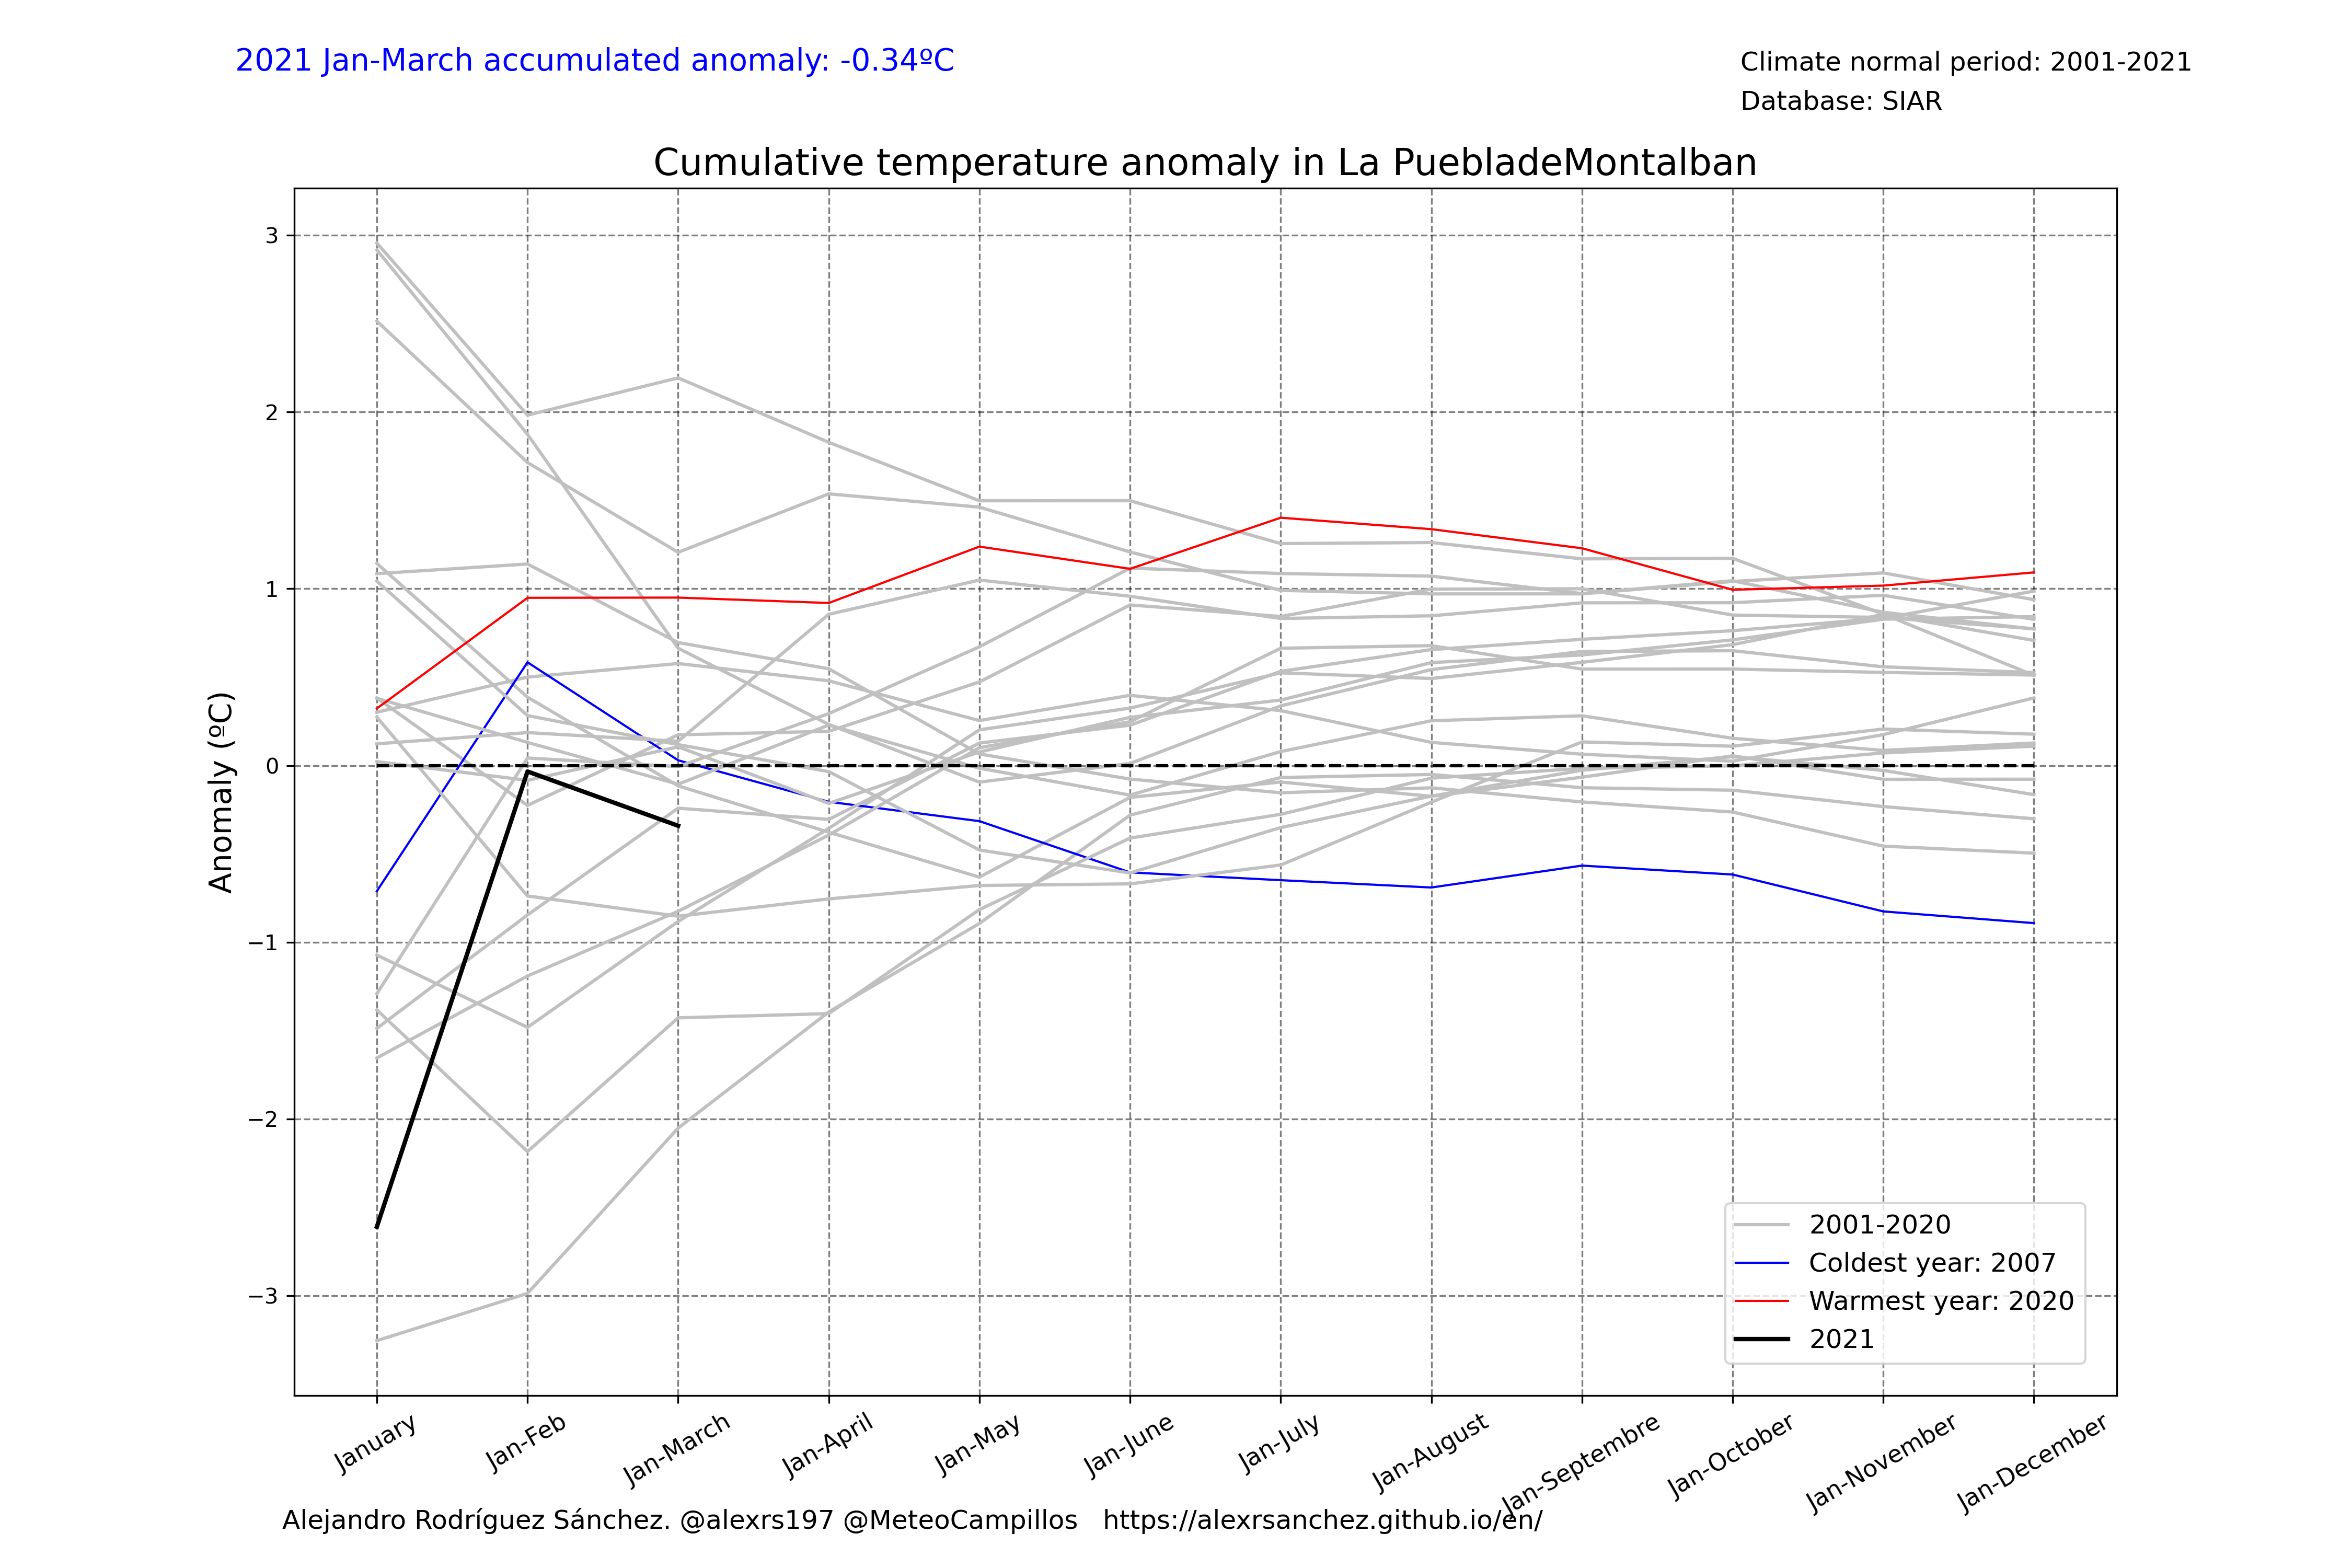 2021 Jan-March accumulated anomaly: -0.34ºC
Climate normal period: 2001-2021
Database: SIAR
Cumulative temperature anomaly in La PuebladeMontalban
Anomaly (ºC)
3
2
1
0
−1
−2
−3
2001-2020
Coldest year: 2007
Warmest year: 2020
2021
January
Jan-Feb
Jan-March
Jan-April
Jan-May
Jan-June
Jan-July
Jan-August
Jan-Septembre
Jan-October
Jan-November
Jan-December
Alejandro Rodríguez Sánchez. @alexrs197 @MeteoCampillos   https://alexrsanchez.github.io/en/